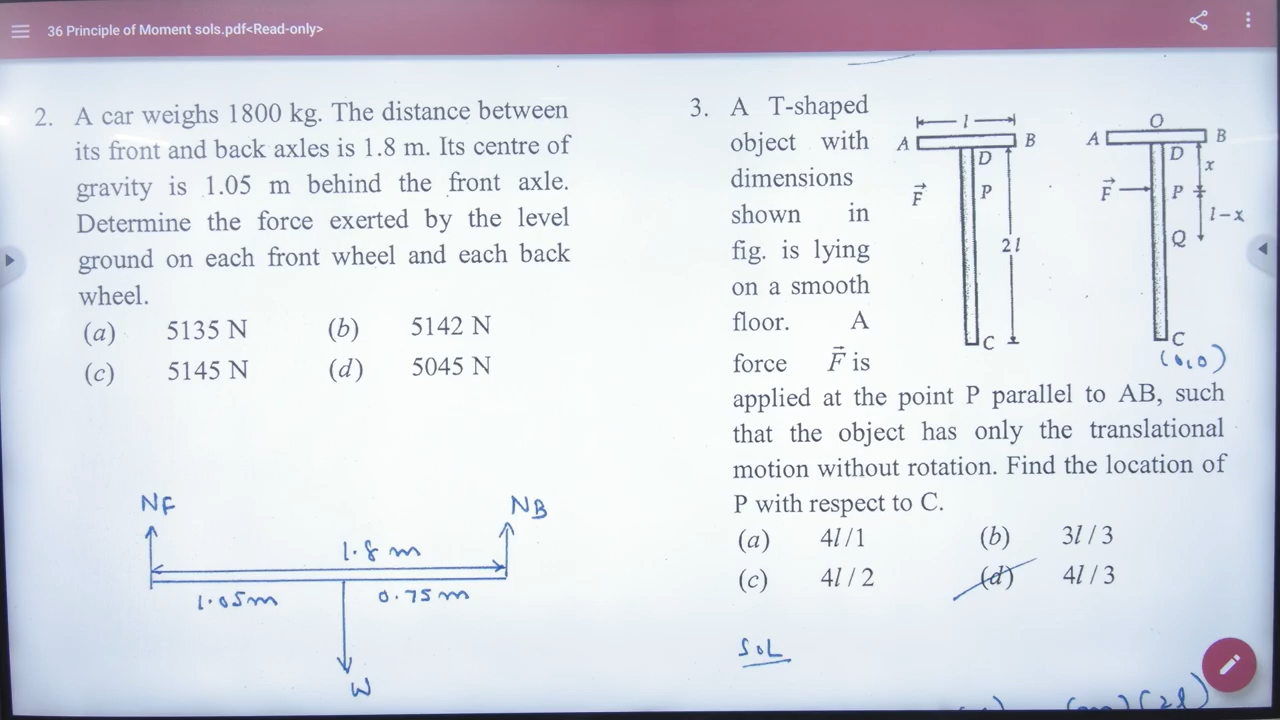 36 Principle of Moment sols.pdf<Read-only>
2. A car weighs 1800 kg. The distance between
its front and back axles is 1.8 m. Its centre of
gravity is 1.05 m behind the front axle.
Determine the force exerted by the level
ground on each front wheel and each back
wheel.
(a) 5135 N (b) 5142 N
(c) 5145 N (d) 5045 N
NF NB
1.8 m
1.05m 0.75m
W
3. A T-shaped
object with
dimensions
shown in
fig. is lying
on a smooth
floor. A
force F⃗ is
applied at the point P parallel to AB, such
that the object has only the translational
motion without rotation. Find the location of
P with respect to C.
(a) 4l/1 (b) 3l/3
(c) 4l/2 (d) 4l/3
l
A B
D
F⃗ P
2l
C
O
A B
D x
F⃗ P
l-x
Q
C
(0,0)
SOL
(m)(2l)